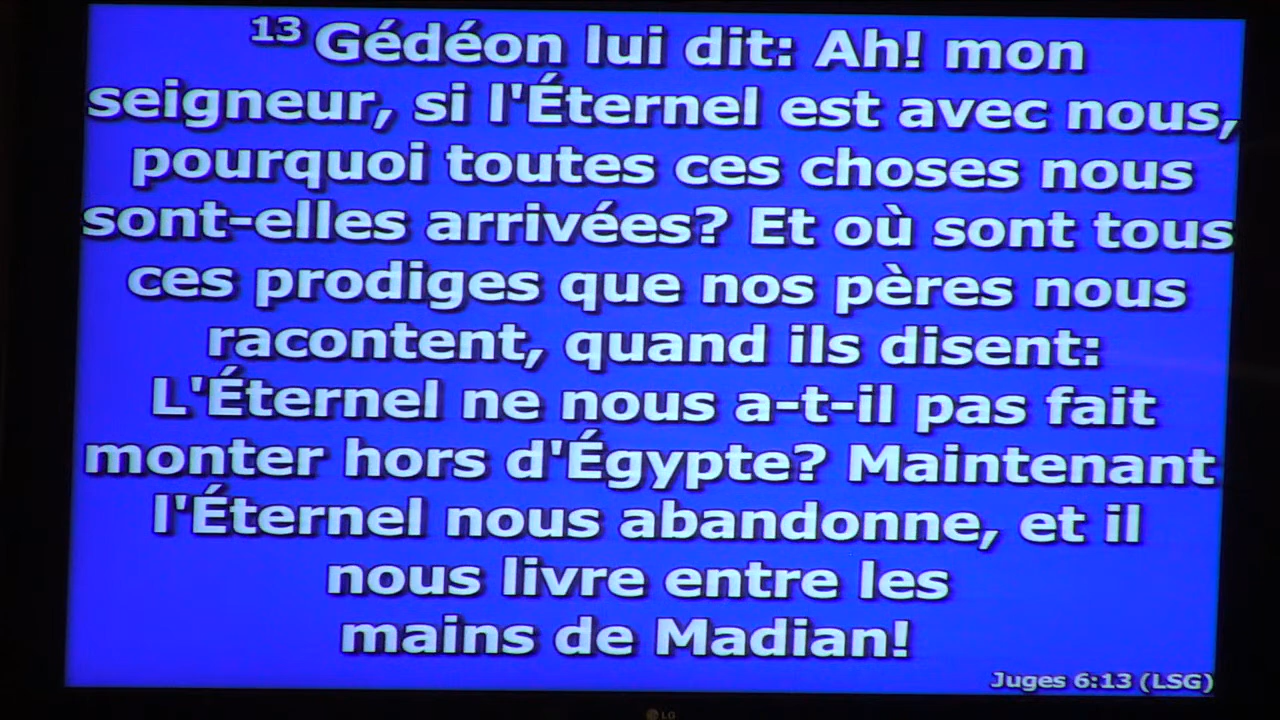 13 Gédéon lui dit: Ah! mon
seigneur, si l'Éternel est avec nous,
pourquoi toutes ces choses nous
sont-elles arrivées? Et où sont tous
ces prodiges que nos pères nous
racontent, quand ils disent:
L'Éternel ne nous a-t-il pas fait
monter hors d'Égypte? Maintenant
l'Éternel nous abandonne, et il
nous livre entre les
mains de Madian!
Juges 6:13 (LSG)
LG